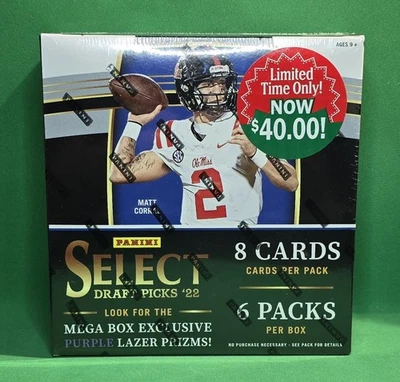 AGES 9+
Limited
Time Only!
NOW
$40.00!
Ole Miss
2
MATT
CORRAL
PANINI
SELECT
DRAFT PICKS '22
LOOK FOR THE
MEGA BOX EXCLUSIVE
PURPLE LAZER PRIZMS!
8 CARDS
CARDS PER PACK
6 PACKS
PER BOX
NO PURCHASE NECESSARY - SEE PACK FOR DETAILS